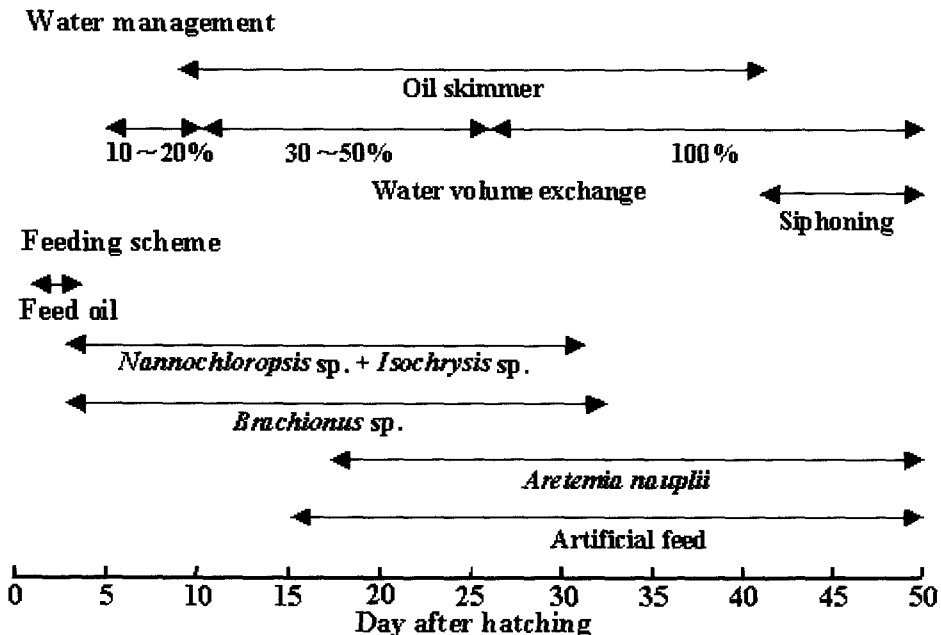 Water management
Oil skimmer
10~20% 30~50% 100%
Water volume exchange
Siphoning
Feeding scheme
Feed oil
Nannochloropsis sp. + Isochrysis sp.
Brachionus sp.
Aretemia nauplii
Artificial feed
0 5 10 15 20 25 30 35 40 45 50
Day after hatching